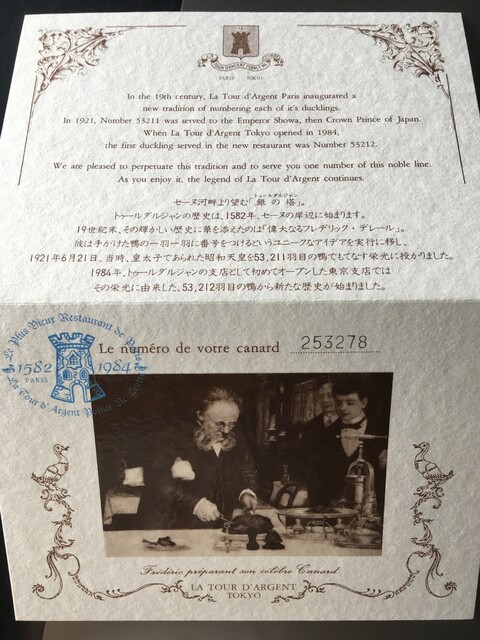 PARIS TOKYO
In the 19th century, La Tour d'Argent Paris inaugurated a
new tradition of numbering each of it's ducklings.
In 1921, Number 53211 was served to the Emperor Showa, then Crown Prince of Japan.
When La Tour d'Argent Tokyo opened in 1984,
the first duckling served in the new restaurant was Number 53212.
We are pleased to perpetuate this tradition and to serve you one number of this noble line.
As you enjoy it, the legend of La Tour d'Argent continues.
トゥールダルジャン
セーヌ河畔より望む「銀の塔」。
トゥールダルジャンの歴史は、1582年、セーヌの岸辺に始まります。
19世紀末、その輝かしい歴史に華を添えたのは「偉大なるフレデリック・デレール」。
彼は手がけた鴨の一羽一羽に番号をつけるというユニークなアイデアを実行に移し、
1921年6月21日、当時、皇太子であられた昭和天皇を53,211羽目の鴨でもてなす栄光に授かりました。
1984年、トゥールダルジャンの支店として初めてオープンした東京支店では
その栄光に由来した、53,212羽目の鴨から新たな歴史が始まりました。
Le Plus Vieux Restaurant de Paris
1582 1984
PARIS
La Tour d'Argent
Le numéro de votre canard 253278
Frédéric préparant son célèbre Canard
LA TOUR D'ARGENT
TOKYO